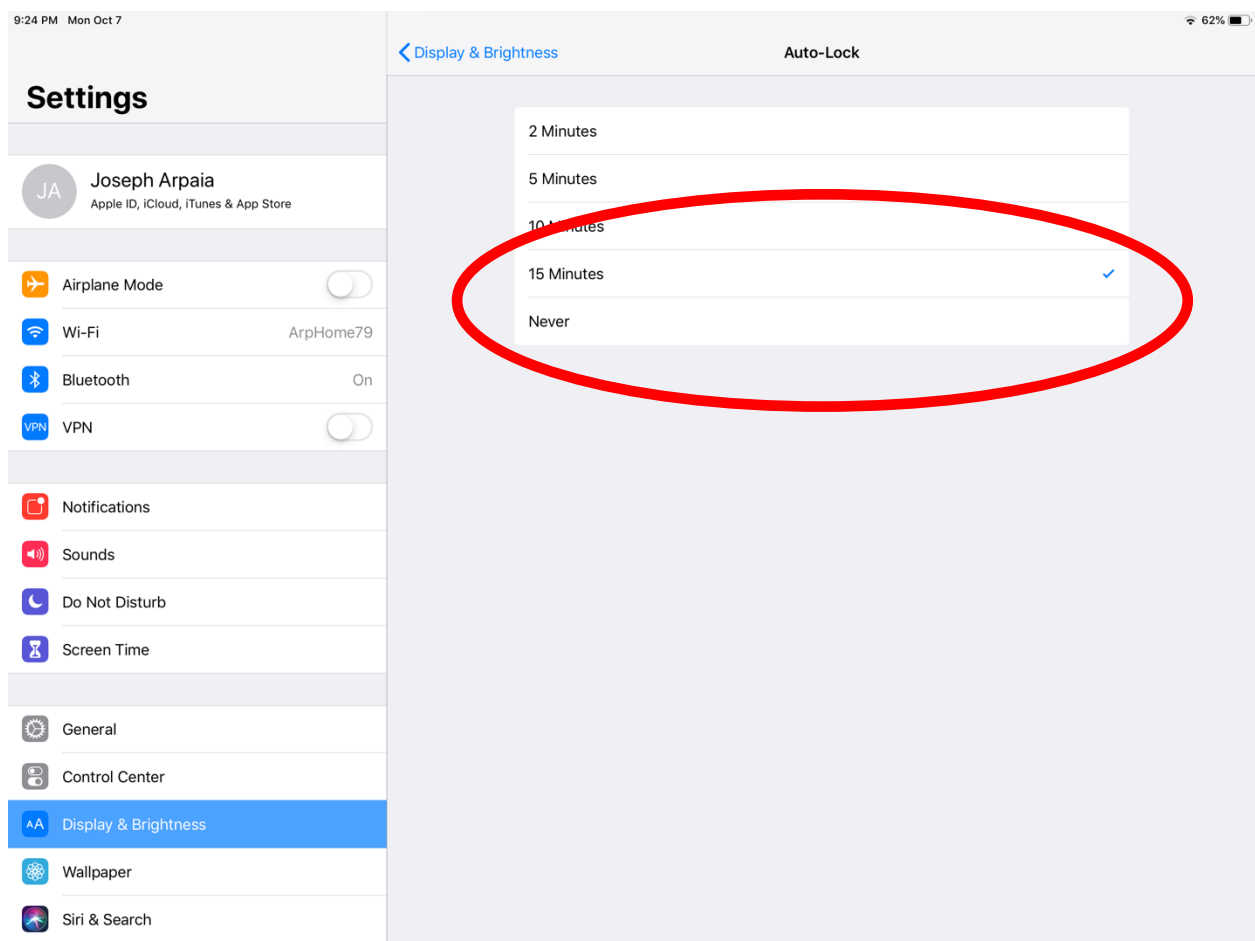 9:24 PM Mon Oct 7
62%
Settings
JA
Joseph Arpaia
Apple ID, iCloud, iTunes & App Store
Airplane Mode
Wi-Fi ArpHome79
Bluetooth On
VPN VPN
Notifications
Sounds
Do Not Disturb
Screen Time
General
Control Center
AA Display & Brightness
Wallpaper
Siri & Search
Display & Brightness
Auto-Lock
2 Minutes
5 Minutes
10 Minutes
15 Minutes
Never